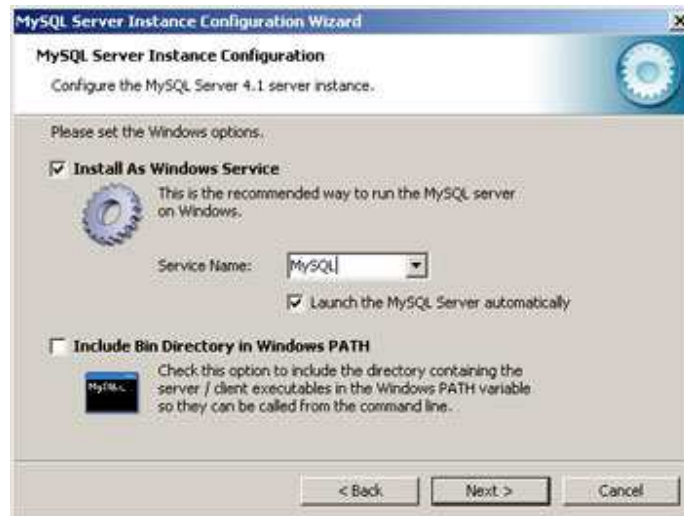 MySQL Server Instance Configuration Wizard
MySQL Server Instance Configuration
Configure the MySQL Server 4.1 server instance.
Please set the Windows options.
Install As Windows Service
This is the recommended way to run the MySQL server
on Windows.
Service Name:
MySQL
Launch the MySQL Server automatically
Include Bin Directory in Windows PATH
Check this option to include the directory containing the
server / client executables in the Windows PATH variable
so they can be called from the command line.
< Back
Next >
Cancel